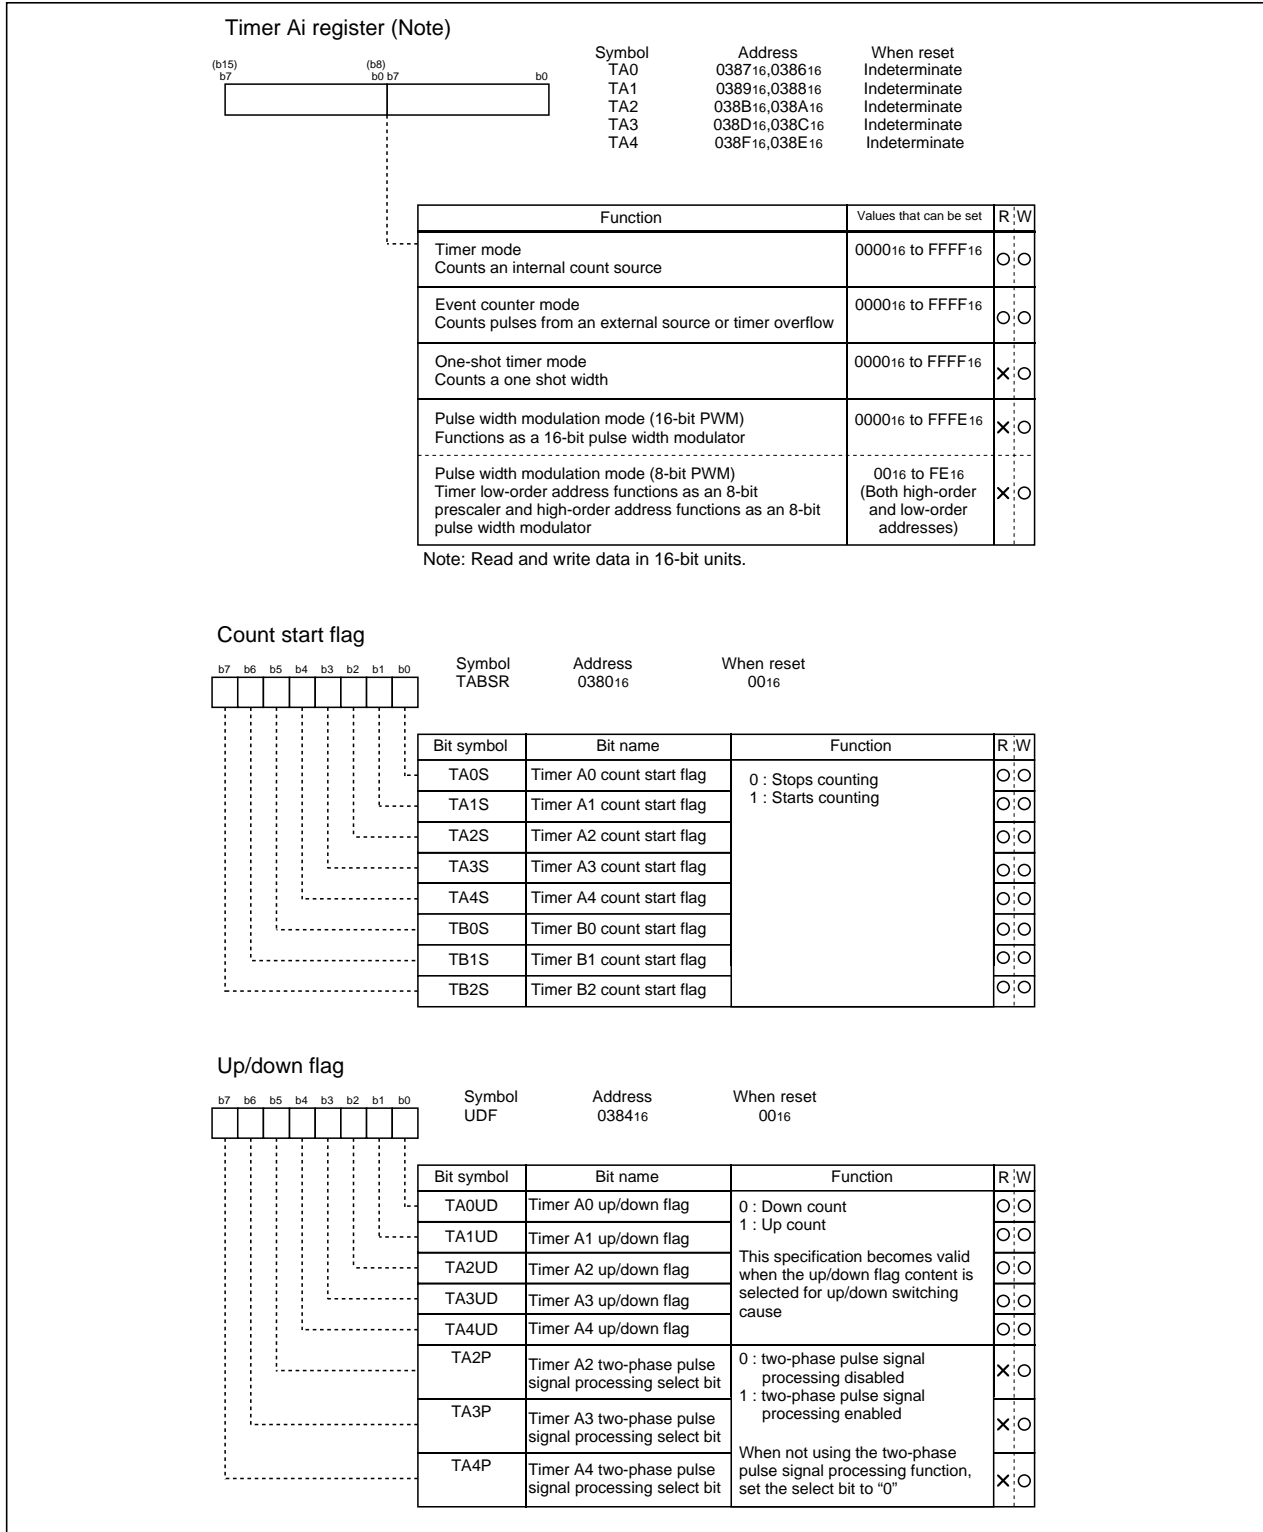 Timer Ai register (Note)
Symbol Address When reset
(b15) (b8)
b7 b0 b7 b0
TA0 038716,038616 Indeterminate
TA1 038916,038816 Indeterminate
TA2 038B16,038A16 Indeterminate
TA3 038D16,038C16 Indeterminate
TA4 038F16,038E16 Indeterminate
Function Values that can be set R W
Timer mode 000016 to FFFF16
Counts an internal count source
Event counter mode 000016 to FFFF16
Counts pulses from an external source or timer overflow
One-shot timer mode 000016 to FFFF16
Counts a one shot width
Pulse width modulation mode (16-bit PWM) 000016 to FFFE16
Functions as a 16-bit pulse width modulator
Pulse width modulation mode (8-bit PWM) 0016 to FE16
Timer low-order address functions as an 8-bit (Both high-order
prescaler and high-order address functions as an 8-bit and low-order
pulse width modulator addresses)
Note: Read and write data in 16-bit units.
Count start flag
b7 b6 b5 b4 b3 b2 b1 b0
Symbol Address When reset
TABSR 038016 0016
Bit symbol Bit name Function R W
TA0S Timer A0 count start flag 0 : Stops counting
TA1S Timer A1 count start flag 1 : Starts counting
TA2S Timer A2 count start flag
TA3S Timer A3 count start flag
TA4S Timer A4 count start flag
TB0S Timer B0 count start flag
TB1S Timer B1 count start flag
TB2S Timer B2 count start flag
Up/down flag
b7 b6 b5 b4 b3 b2 b1 b0
Symbol Address When reset
UDF 038416 0016
Bit symbol Bit name Function R W
TA0UD Timer A0 up/down flag 0 : Down count
TA1UD Timer A1 up/down flag 1 : Up count
TA2UD Timer A2 up/down flag This specification becomes valid
when the up/down flag content is
TA3UD Timer A3 up/down flag selected for up/down switching
cause
TA4UD Timer A4 up/down flag
TA2P Timer A2 two-phase pulse 0 : two-phase pulse signal
signal processing select bit processing disabled
1 : two-phase pulse signal
TA3P Timer A3 two-phase pulse processing enabled
signal processing select bit
When not using the two-phase
TA4P Timer A4 two-phase pulse pulse signal processing function,
signal processing select bit set the select bit to “0”